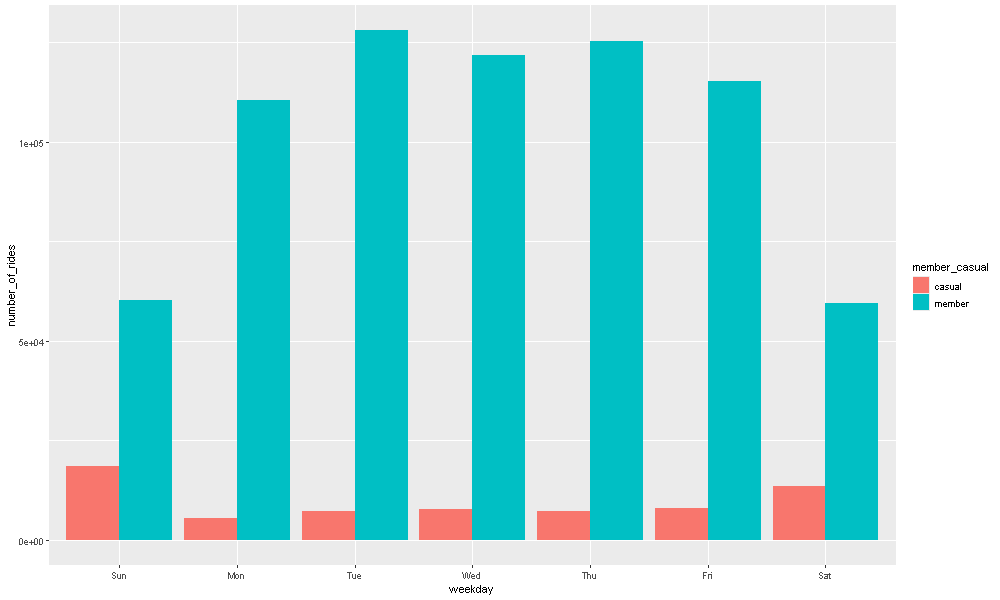 number_of_rides
1e+05
5e+04
0e+00
Sun Mon Tue Wed Thu Fri Sat
weekday
member_casual
casual
member